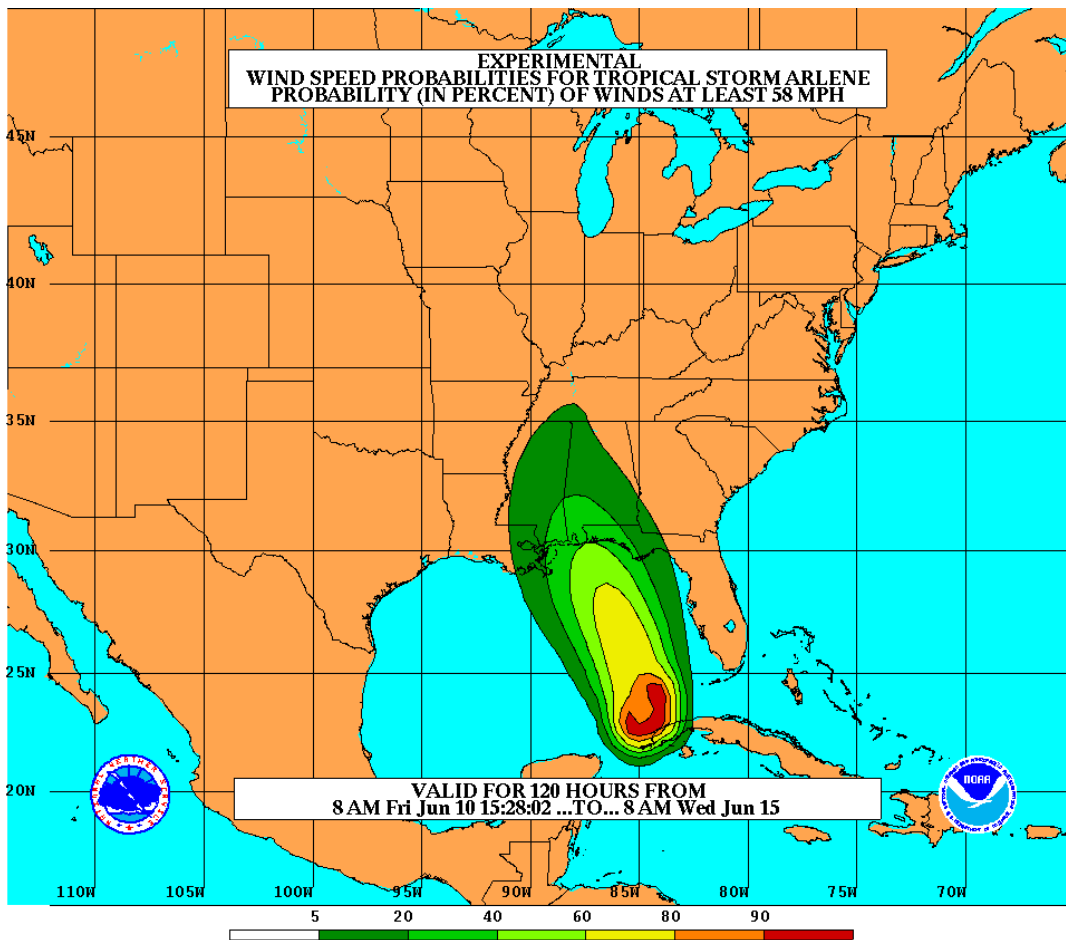 EXPERIMENTAL
WIND SPEED PROBABILITIES FOR TROPICAL STORM ARLENE
PROBABILITY (IN PERCENT) OF WINDS AT LEAST 58 MPH
45N
40N
35N
30N
25N
20N
NOAA
VALID FOR 120 HOURS FROM
8 AM Fri Jun 10 15:28:02 ...TO... 8 AM Wed Jun 15
110W 105W 100W 95W 90W 85W 80W 75W 70W
5 20 40 60 80 90